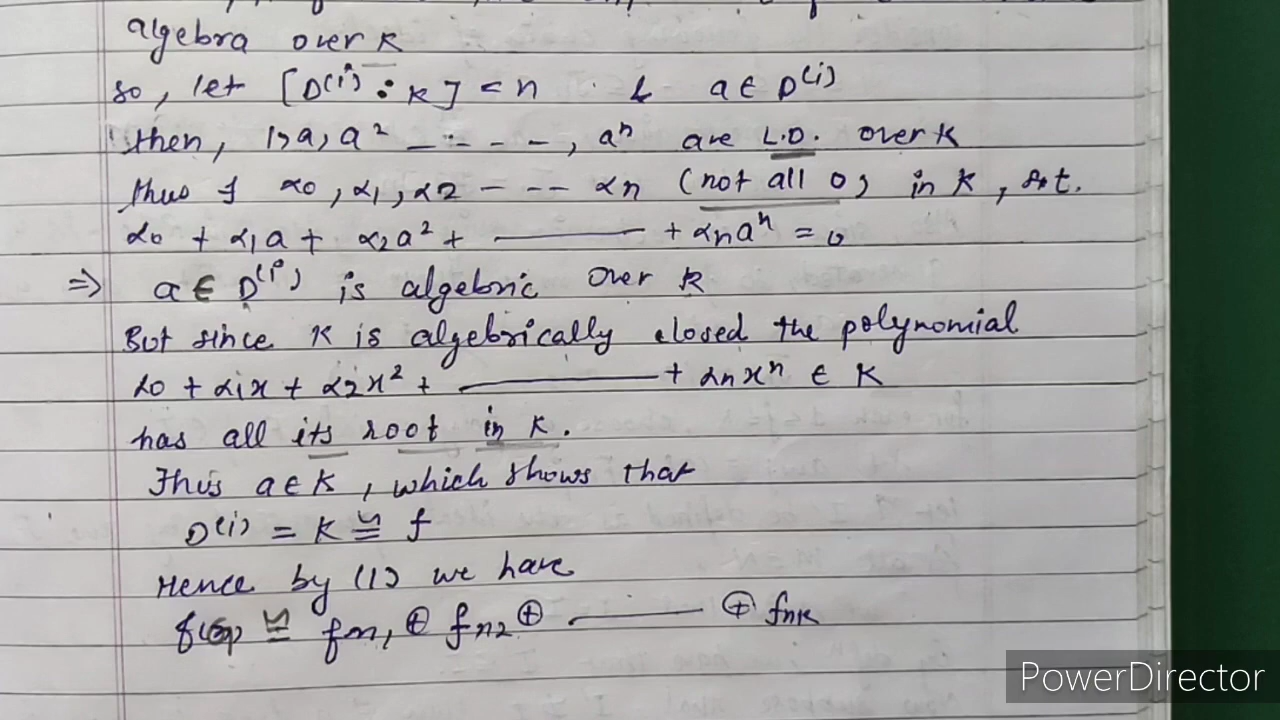 algebra over K
so, let [D(i) : K] = n & a ∈ D(i)
then, 1, a, a² - - - - -, aⁿ are L.D. over K
thus ∃ α0, α1, α2 - - - αn (not all 0) in K, s.t.
α0 + α1a + α2a² + ——— + αnaⁿ = 0
⇒ a ∈ D(i) is algebric over K
But since K is algebrically closed the polynomial
α0 + α1x + α2x² + ——— + αnxⁿ ∈ K
has all its root in K.
Thus a ∈ K, which shows that
D(i) = K ≅ f
Hence by (1) we have
f(G) ≅ fn1 ⊕ fn2 ⊕ ——— ⊕ fnk
PowerDirector